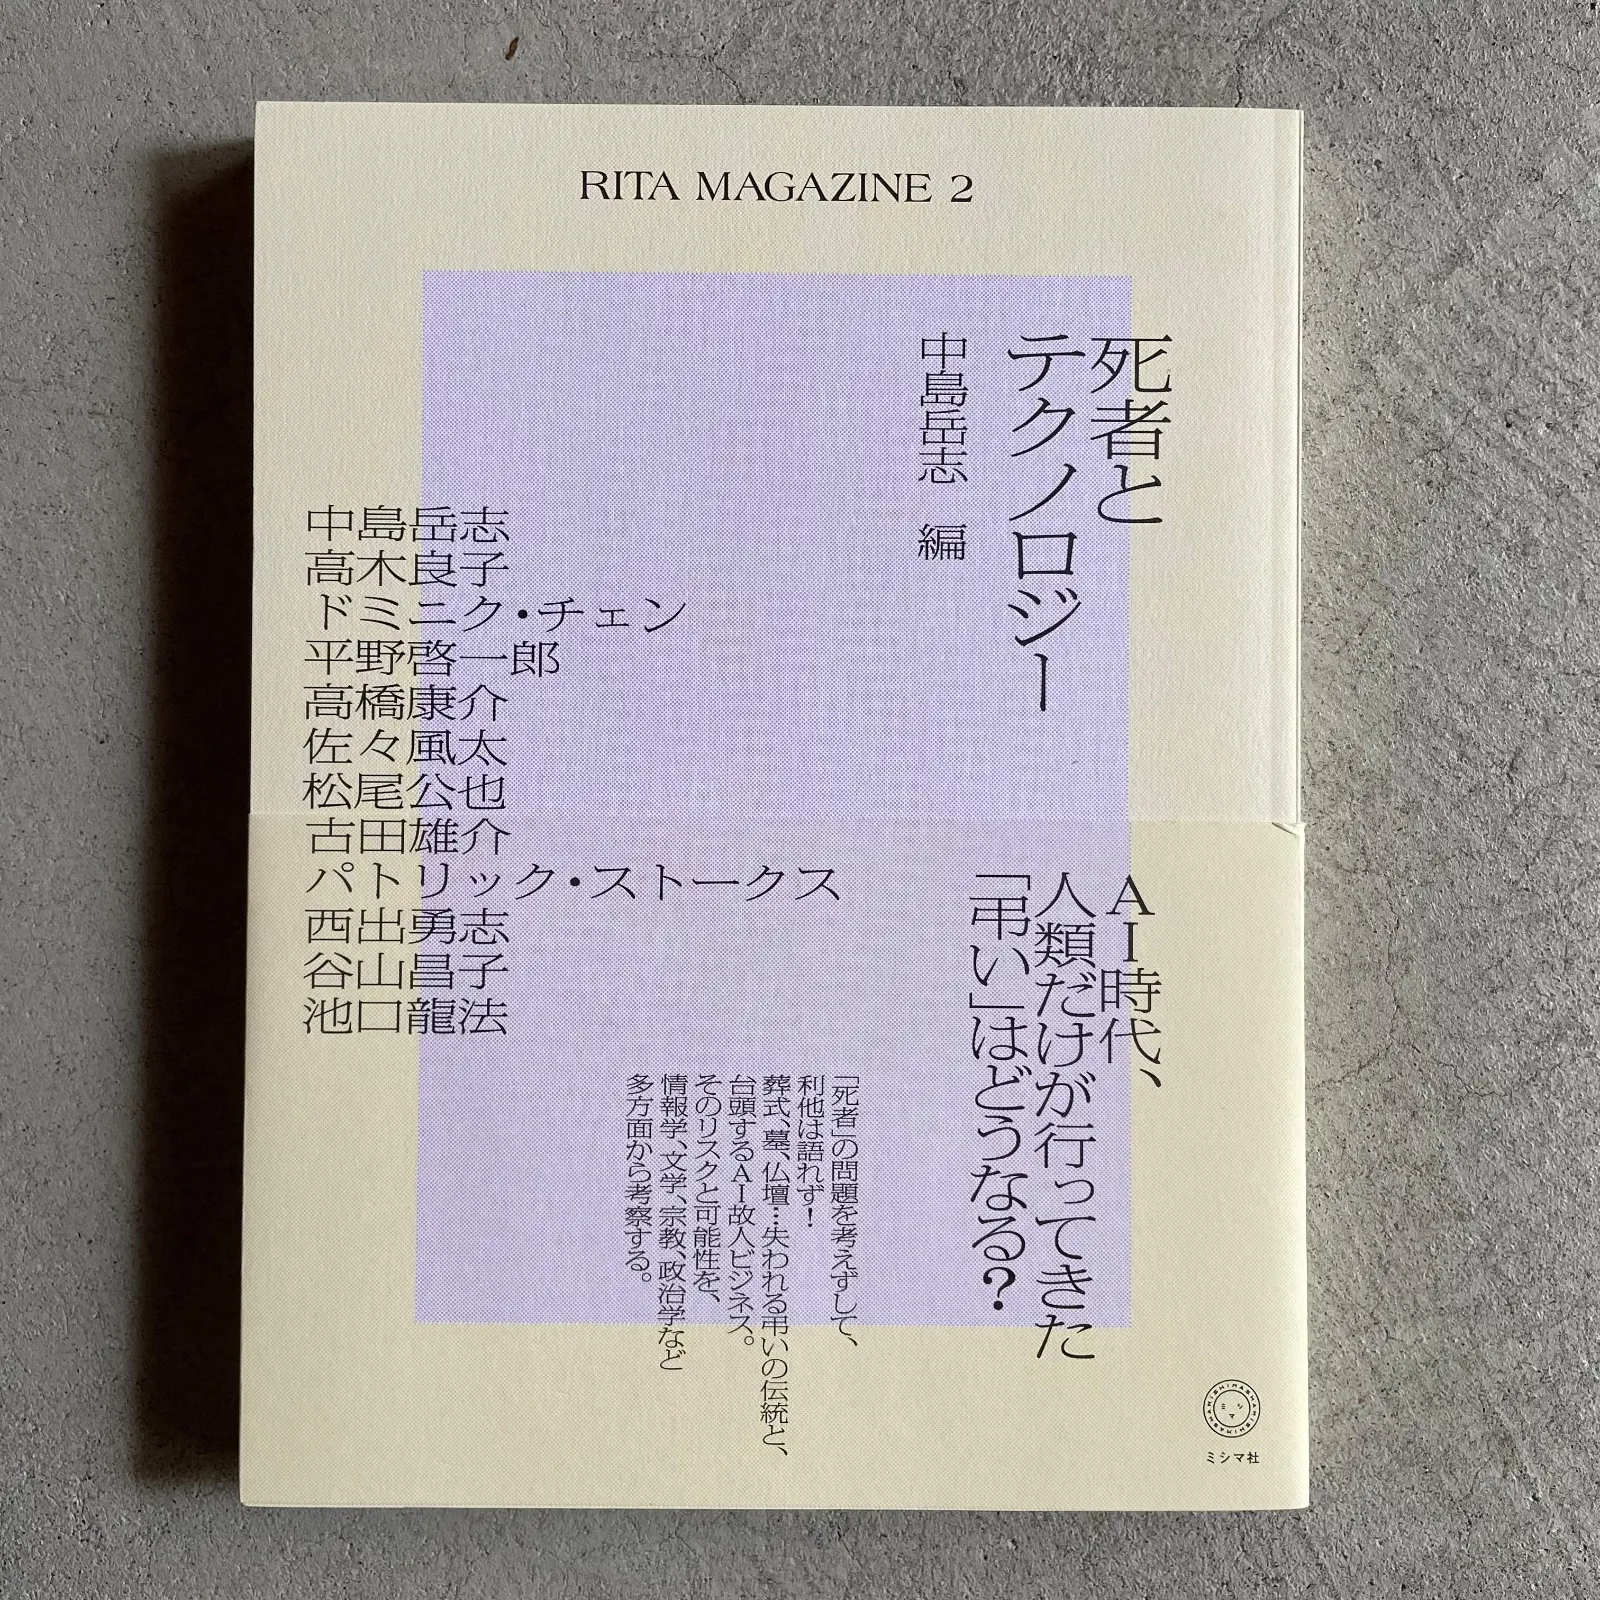 RITA MAGAZINE 2
死者と
テクノロジー
中島岳志 編
中島岳志
高木良子
ドミニク・チェン
平野啓一郎
高橋康介
佐々風太
松尾公也
古田雄介
パトリック・ストークス
西出勇志
谷山昌子
池口龍法
AI時代、
人類だけが行ってきた
「弔い」はどうなる?
「死者」の問題を考えずして、
利他は語れず!
葬式、墓、仏壇…失われる弔いの伝統と、
台頭するAI故人ビジネス。
そのリスクと可能性を、
情報学、文学、宗教、政治学など
多方面から考察する。
ミシマ
ミシマ社